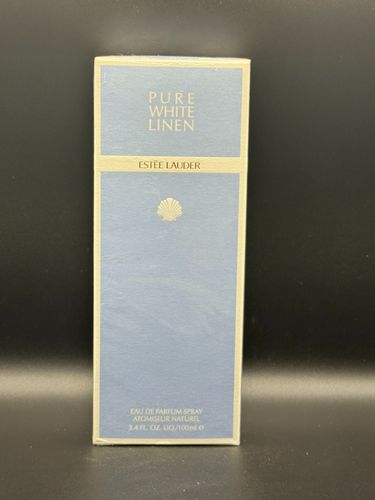 PURE
WHITE
LINEN
ESTĒE LAUDER
EAU DE PARFUM SPRAY
ATOMISEUR NATUREL
3.4 FL. OZ. LIQ./100ml ℮